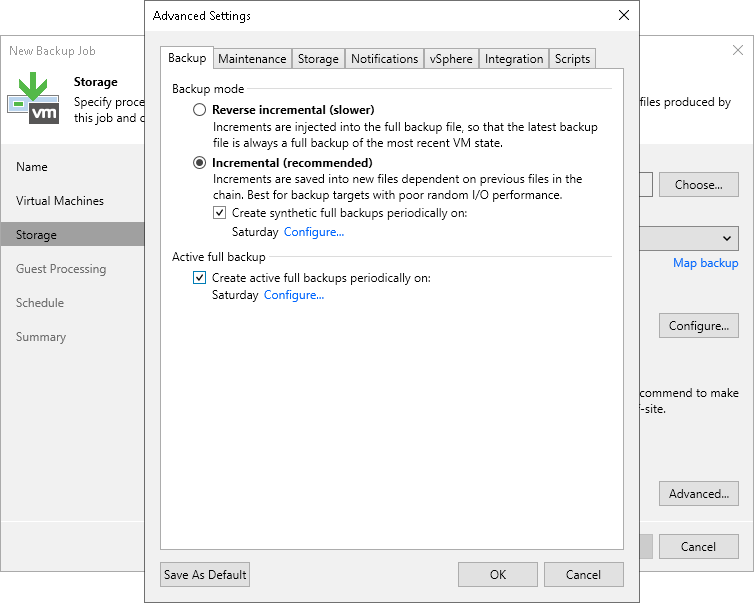 Advanced Settings
New Backup Job
Storage
Specify proce
this job and c
files produced by
vm
Name
Virtual Machines
Storage
Guest Processing
Schedule
Summary
Backup
Maintenance
Storage
Notifications
vSphere
Integration
Scripts
Backup mode
Reverse incremental (slower)
Increments are injected into the full backup file, so that the latest backup
file is always a full backup of the most recent VM state.
Incremental (recommended)
Increments are saved into new files dependent on previous files in the
chain. Best for backup targets with poor random I/O performance.
Create synthetic full backups periodically on:
Saturday Configure...
Active full backup
Create active full backups periodically on:
Saturday Configure...
Choose...
Map backup
Configure...
commend to make
f-site.
Advanced...
Cancel
Save As Default
OK
Cancel